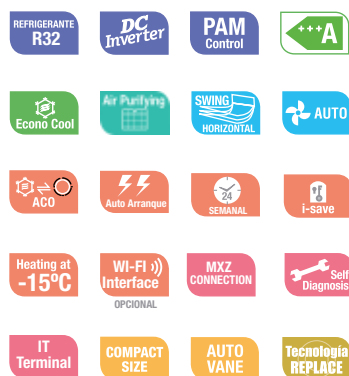 REFRIGERANTE
R32
DC
Inverter
PAM
Control
+++A
Econo Cool
Air Purifying
SWING
HORIZONTAL
AUTO
ACO
Auto Arranque
24
SEMANAL
i-save
Heating at
-15ºC
WI-FI
Interface
OPCIONAL
MXZ
CONNECTION
Self
Diagnosis
IT
Terminal
COMPACT
SIZE
AUTO
VANE
Tecnología
REPLACE